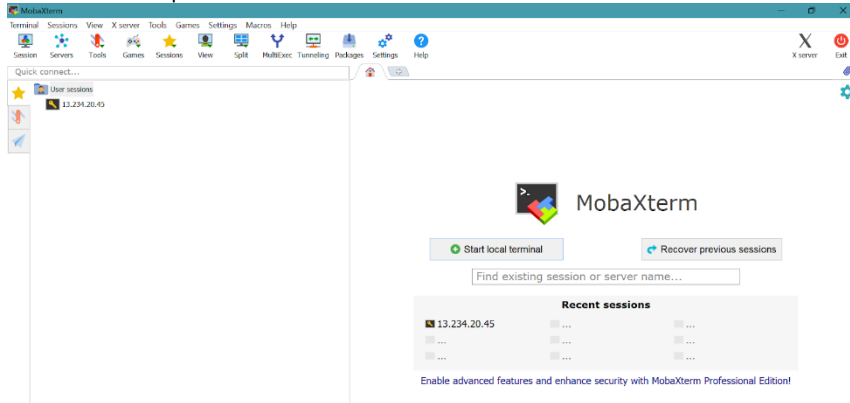 MobaXterm
Terminal Sessions View X server Tools Games Settings Macros Help
Session Servers Tools Games Sessions View Split MultiExec Tunneling Packages Settings Help X server Exit
Quick connect...
User sessions
13.234.20.45
MobaXterm
Start local terminal Recover previous sessions
Find existing session or server name...
Recent sessions
13.234.20.45 ... ...
... ... ...
... ... ...
Enable advanced features and enhance security with MobaXterm Professional Edition!